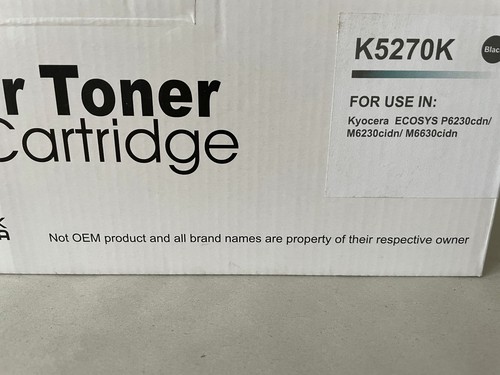 r Toner
Cartridge
K5270K
Blac
FOR USE IN:
Kyocera ECOSYS P6230cdn/
M6230cidn/ M6630cidn
Not OEM product and all brand names are property of their respective owner